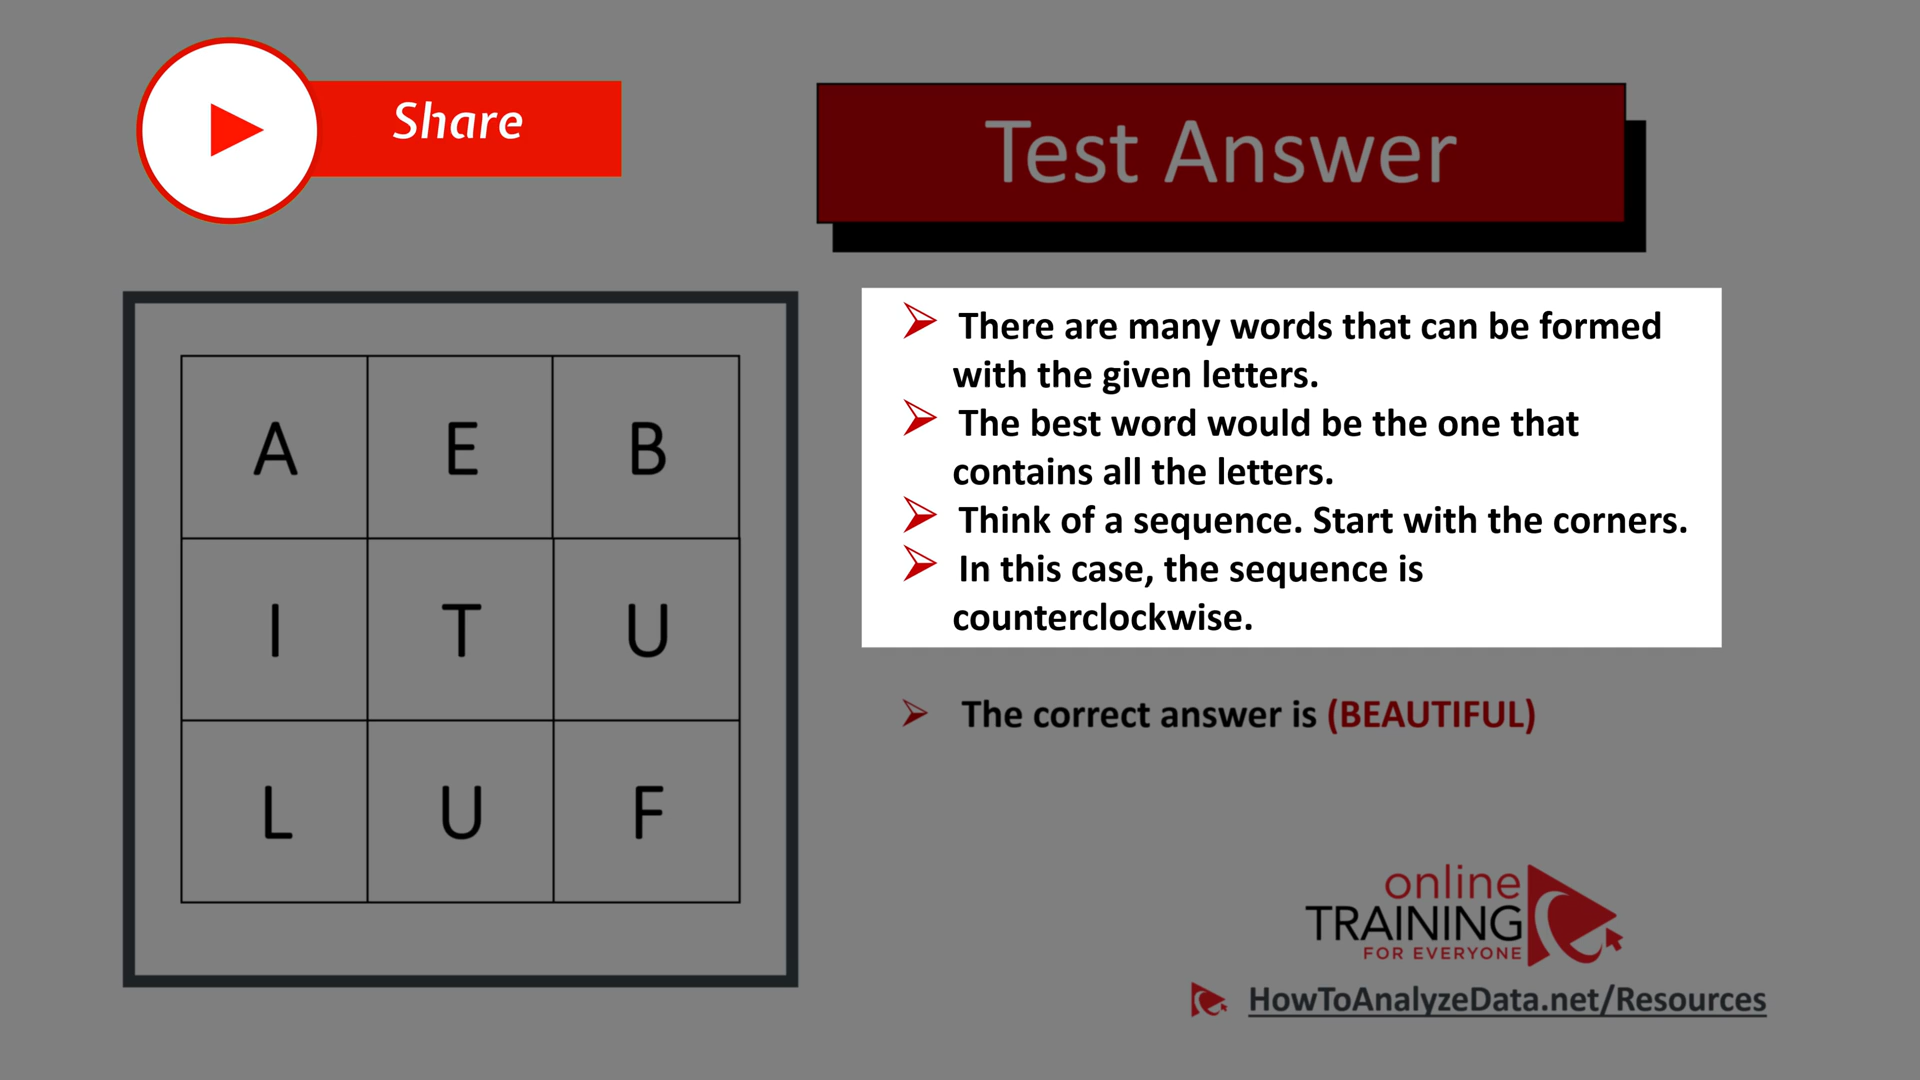 Share
Test Answer
A E B
I T U
L U F
➢ There are many words that can be formed
with the given letters.
➢ The best word would be the one that
contains all the letters.
➢ Think of a sequence. Start with the corners.
➢ In this case, the sequence is
counterclockwise.
➢ The correct answer is (BEAUTIFUL)
online
TRAINING
FOR EVERYONE
HowToAnalyzeData.net/Resources